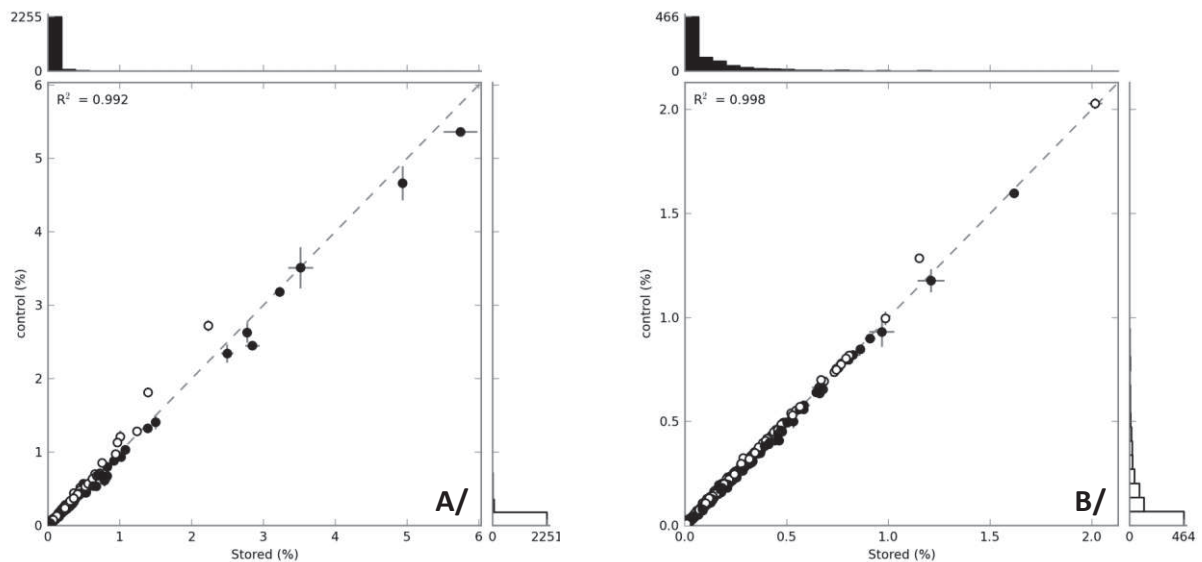 2255
0
6
R² = 0.992
5
4
control (%)
3
2
1
0
A/
0 1 2 3 4 5 6
Stored (%)
0 2251
466
0
R² = 0.998
2.0
1.5
control (%)
1.0
0.5
0.0
B/
0.0 0.5 1.0 1.5 2.0
Stored (%)
0 464